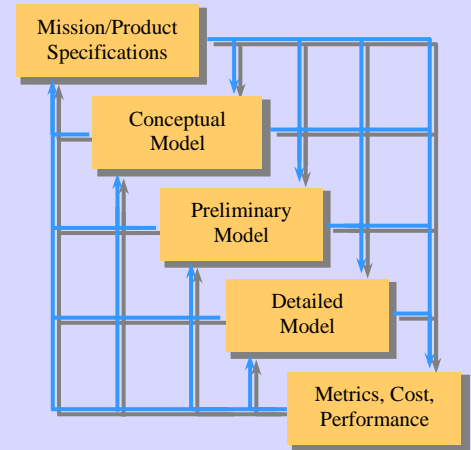 Mission/Product
Specifications
Conceptual
Model
Preliminary
Model
Detailed
Model
Metrics, Cost,
Performance